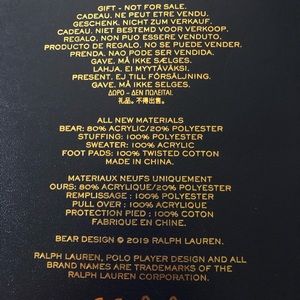 GIFT - NOT FOR SALE.
CADEAU. NE PEUT ETRE VENDU.
GESCHENK. NICHT ZUM VERKAUF.
CADEAU. NIET BESTEMD VOOR VERKOOP.
REGALO. NON PUO ESSERE VENDUTO.
PRODUCTO DE REGALO. NO SE PUEDE VENDER.
PRENDA. NAO PODE SER VENDIDA.
GAVE. MÅ IKKE SÆLGES.
LAHJA. EI MYYTÄVÄKSI.
PRESENT. EJ TILL FÖRSÄLJNING.
GAVE. MÅ IKKE SELGES.
ΔΩΡΟ – ΔΕΝ ΠΩΛΕΙΤΑΙ.
礼品。不得出售。
ALL NEW MATERIALS
BEAR: 80% ACRYLIC/20% POLYESTER
STUFFING: 100% POLYESTER
SWEATER: 100% ACRYLIC
FOOT PADS: 100% TWISTED COTTON
MADE IN CHINA.
MATERIAUX NEUFS UNIQUEMENT
OURS: 80% ACRYLIQUE/20% POLYESTER
REMPLISSAGE : 100% POLYESTER
PULL OVER : 100% ACRYLIQUE
PROTECTION PIED : 100% COTON
FABRIQUE EN CHINE.
BEAR DESIGN © 2019 RALPH LAUREN.
RALPH LAUREN, POLO PLAYER DESIGN AND ALL
BRAND NAMES ARE TRADEMARKS OF THE
RALPH LAUREN CORPORATION.